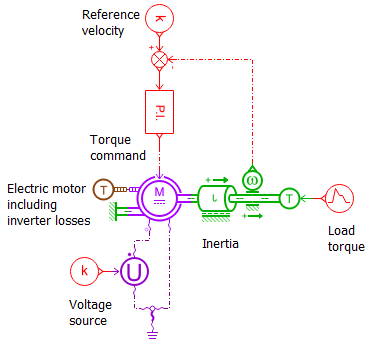 Reference
velocity
k
P.I.
Torque
command
Electric motor
including
inverter losses
T
M
ι
ω
T
Inertia
Load
torque
k
U
Voltage
source